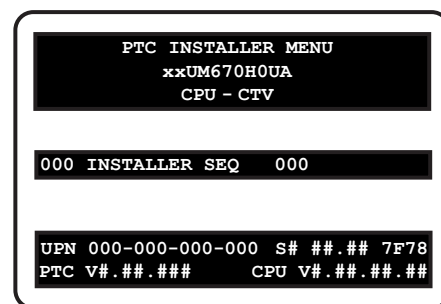 PTC INSTALLER MENU
xxUM670H0UA
CPU – CTV
000 INSTALLER SEQ 000
UPN 000-000-000-000 S# ##.## 7F78
PTC V#.##.### CPU V#.##.##.##